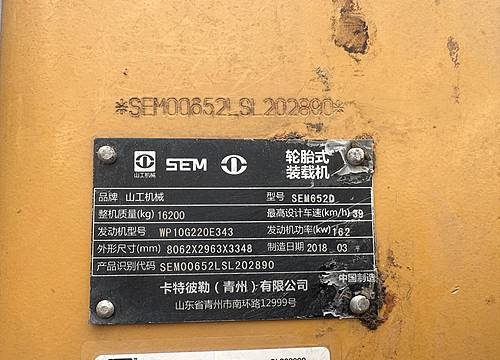 *SEM00652LSL202890*
山工机械 SEM 轮胎式
装载机
品牌 山工机械 型号 SEM652D
整机质量(kg) 16200 最高设计车速(km/h) 39
发动机型号 WP10G220E343 发动机功率(kw) 162
外形尺寸(mm) 8062X2963X3348 制造日期 2018 03
产品识别代码 SEM00652LSL202890
中国制造
卡特彼勒(青州)有限公司
山东省青州市南环路12999号